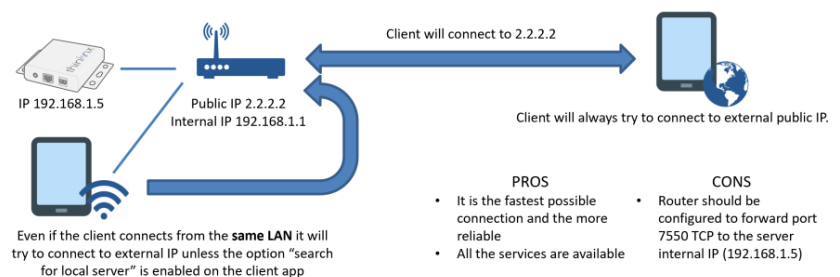 Client will connect to 2.2.2.2
thinknx
IP 192.168.1.5
Public IP 2.2.2.2
Internal IP 192.168.1.1
Client will always try to connect to external public IP.
Even if the client connects from the same LAN it will
try to connect to external IP unless the option “search
for local server” is enabled on the client app
PROS
• It is the fastest possible
connection and the more
reliable
• All the services are available
CONS
• Router should be
configured to forward port
7550 TCP to the server
internal IP (192.168.1.5)